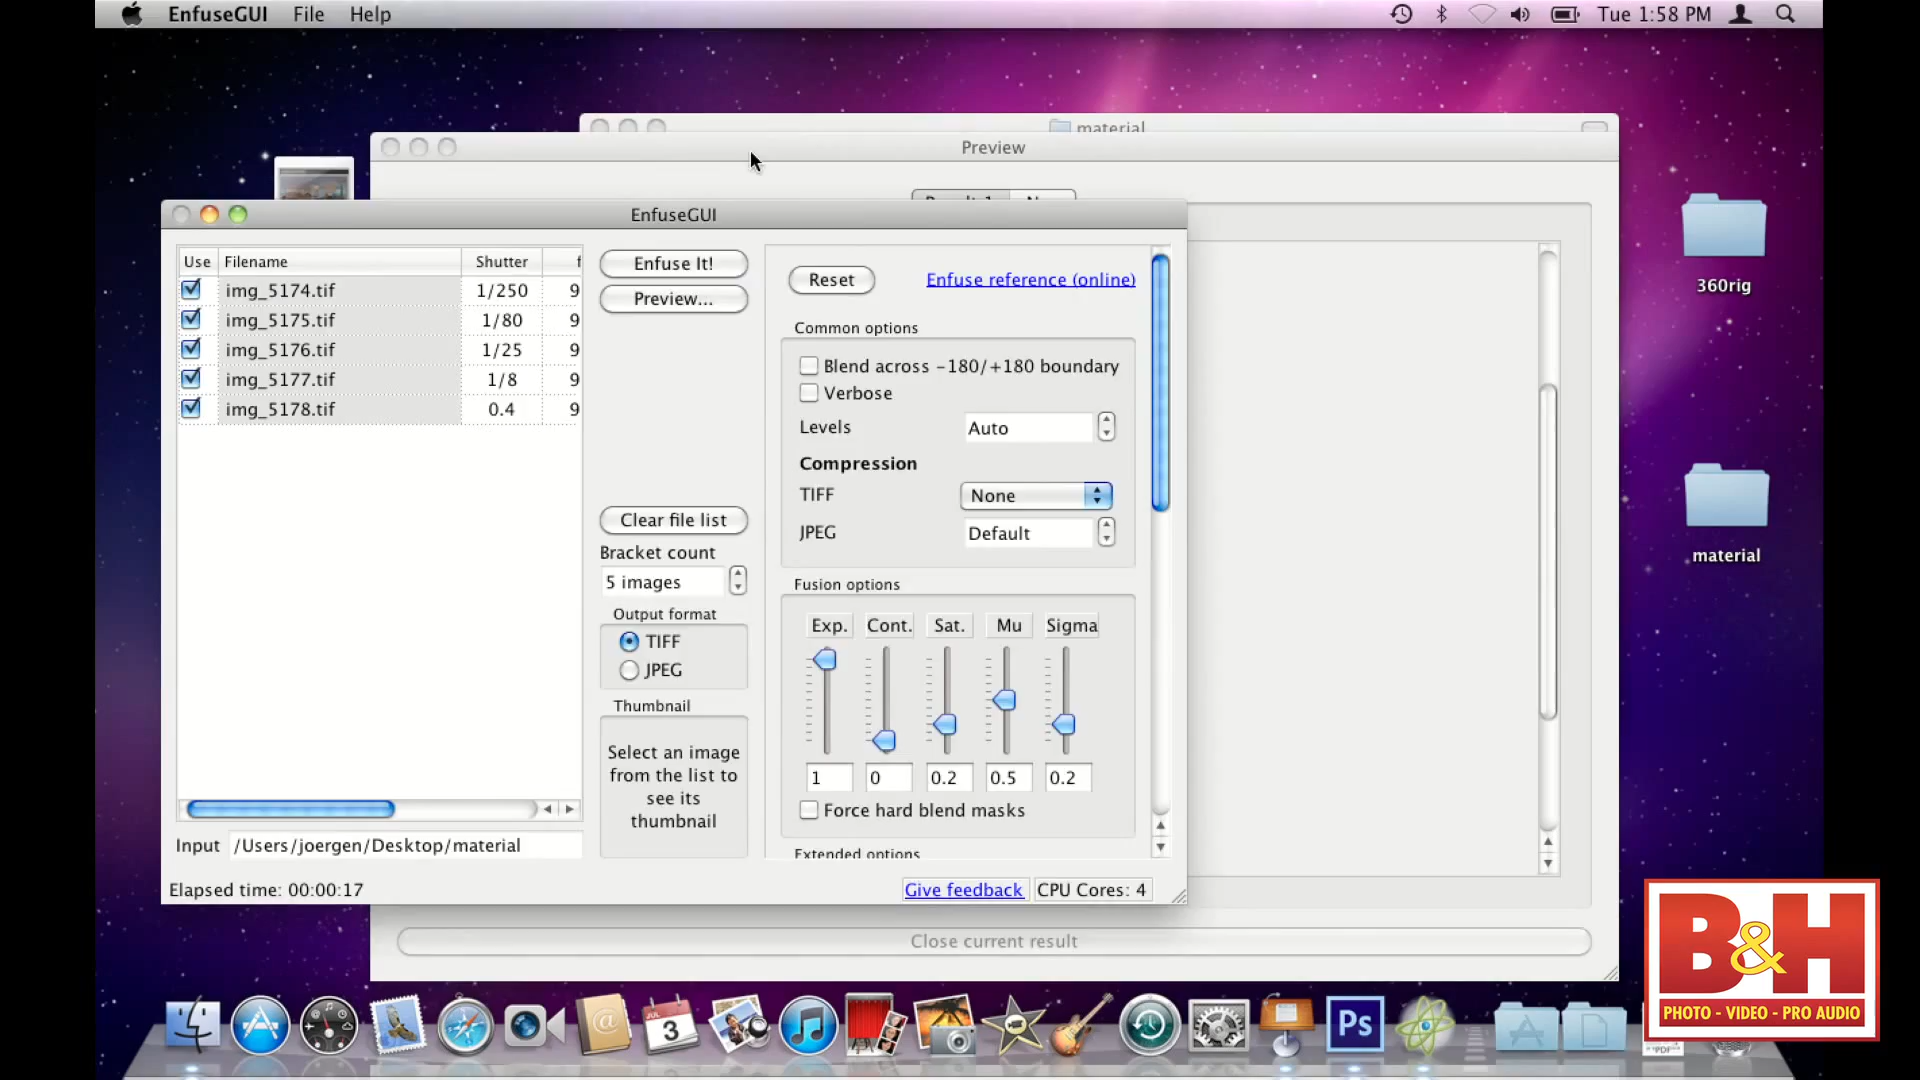 EnfuseGUI File Help
Tue 1:58 PM
material
Preview
EnfuseGUI
Use Filename Shutter f
img_5174.tif 1/250 9
img_5175.tif 1/80 9
img_5176.tif 1/25 9
img_5177.tif 1/8 9
img_5178.tif 0.4 9
Input /Users/joergen/Desktop/material
Elapsed time: 00:00:17
Enfuse It!
Preview...
Clear file list
Bracket count
5 images
Output format
TIFF
JPEG
Thumbnail
Select an image
from the list to
see its
thumbnail
Reset Enfuse reference (online)
Common options
Blend across -180/+180 boundary
Verbose
Levels Auto
Compression
TIFF None
JPEG Default
Fusion options
Exp. Cont. Sat. Mu Sigma
1 0 0.2 0.5 0.2
Force hard blend masks
Extended options
Give feedback CPU Cores: 4
Close current result
360rig
material
JUL
3
Ps
PDF
B&H
PHOTO - VIDEO - PRO AUDIO